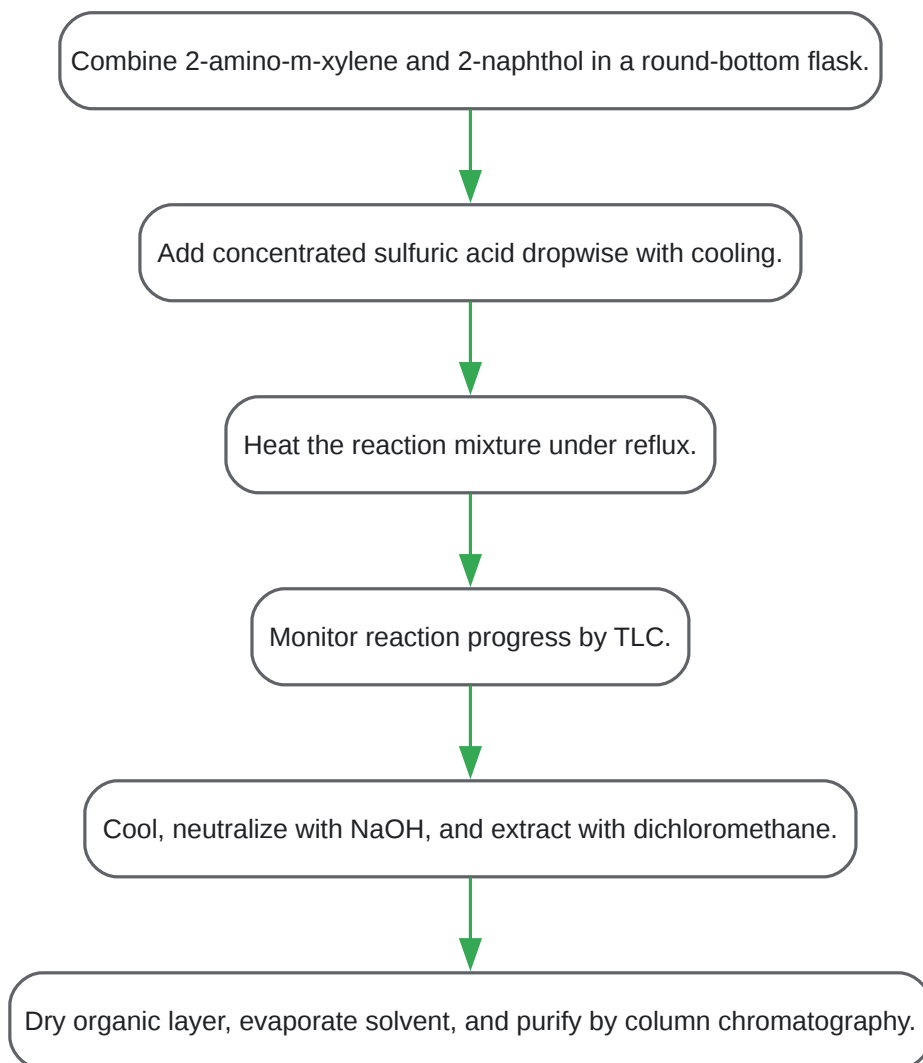 Combine 2-amino-m-xylene and 2-naphthol in a round-bottom flask.
Add concentrated sulfuric acid dropwise with cooling.
Heat the reaction mixture under reflux.
Monitor reaction progress by TLC.
Cool, neutralize with NaOH, and extract with dichloromethane.
Dry organic layer, evaporate solvent, and purify by column chromatography.